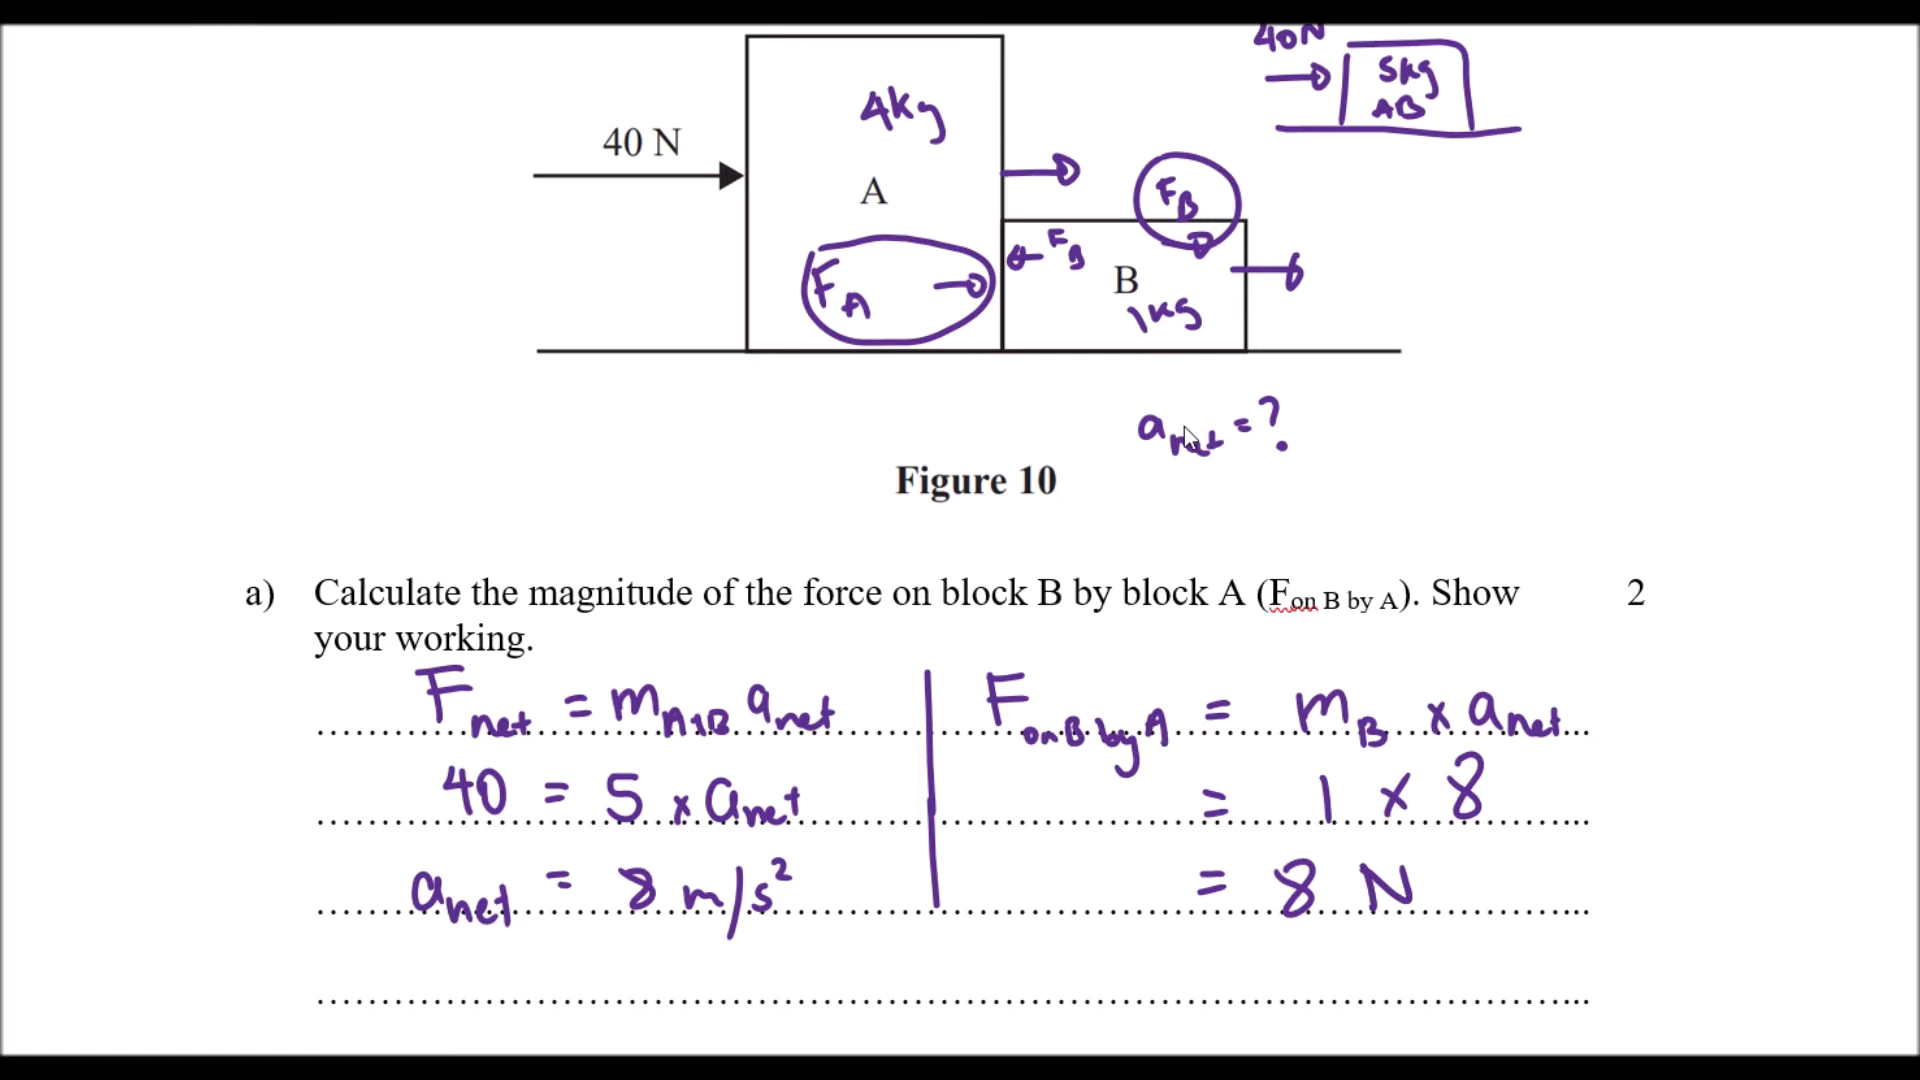 40N
5kg
AB
4kg
40 N
A
FB
FB
FA
B
1kg
anet = ?
Figure 10
a) Calculate the magnitude of the force on block B by block A (Fon B by A). Show 2
your working.
Fnet = mA+B anet
Fon B by A = mB x anet
40 = 5 x anet
= 1 x 8
anet = 8 m/s²
= 8 N